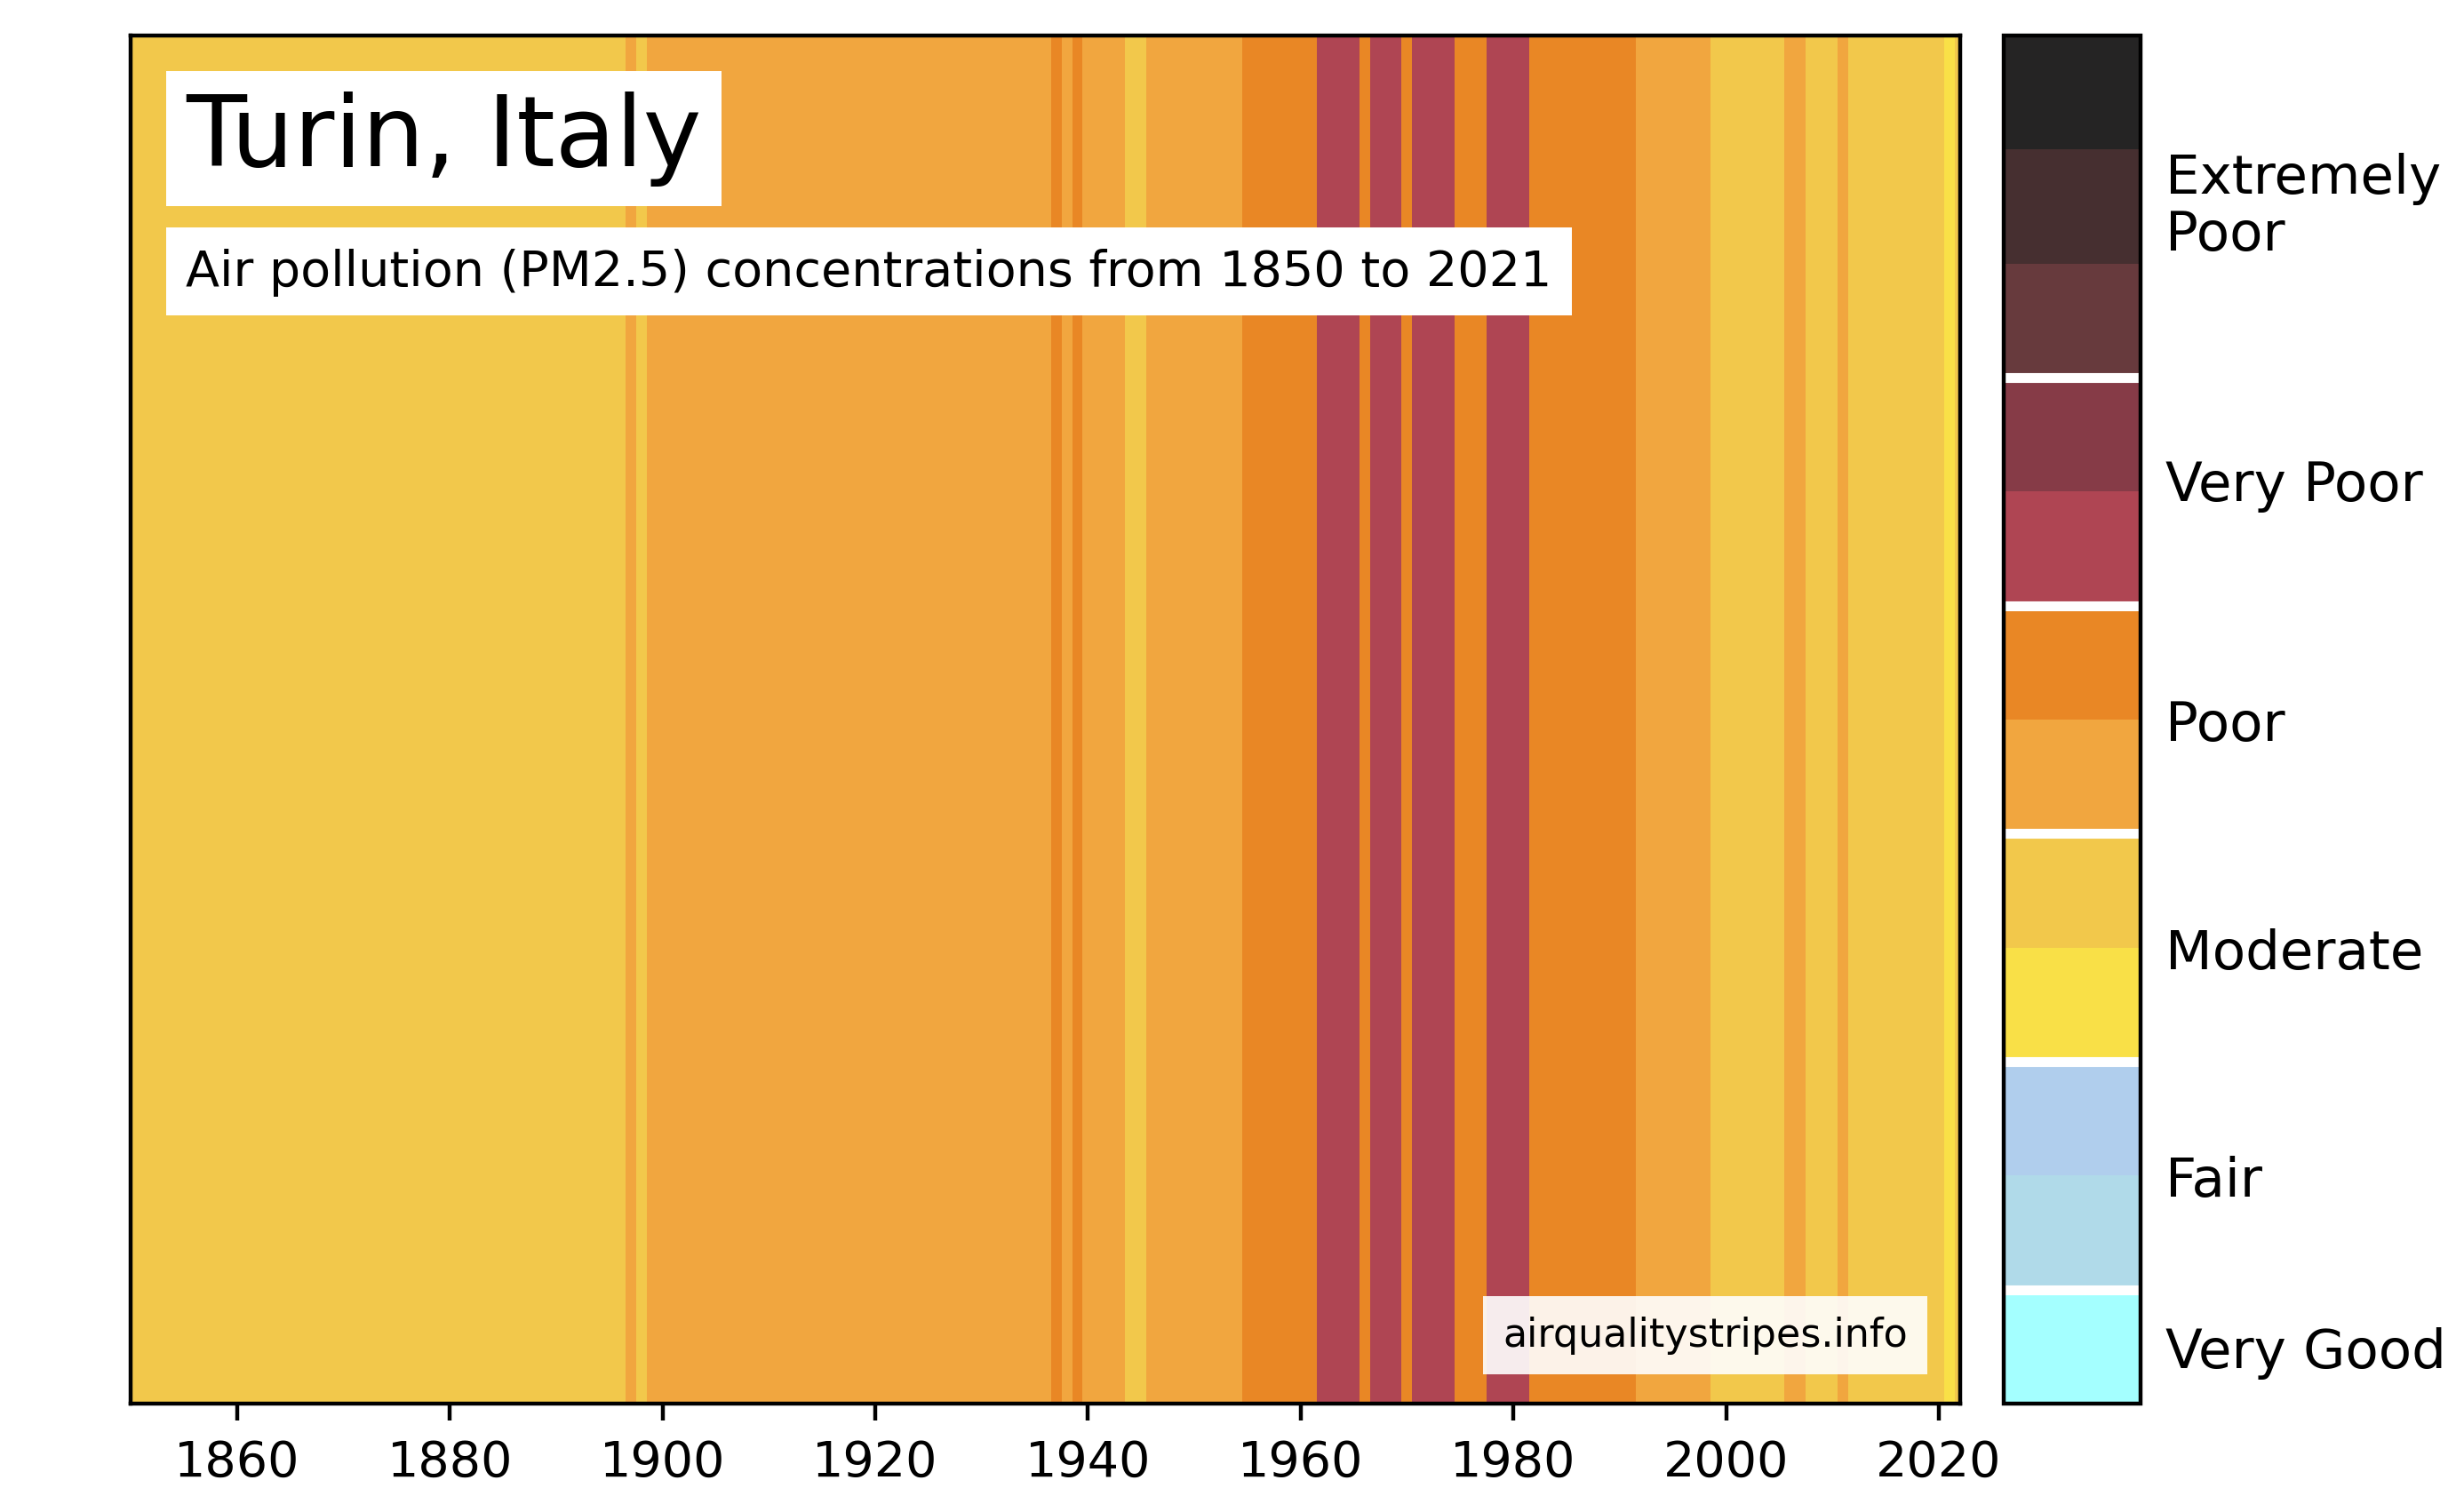 Turin, Italy
Air pollution (PM2.5) concentrations from 1850 to 2021
airqualitystripes.info
1860 1880 1900 1920 1940 1960 1980 2000 2020
Extremely
Poor
Very Poor
Poor
Moderate
Fair
Very Good